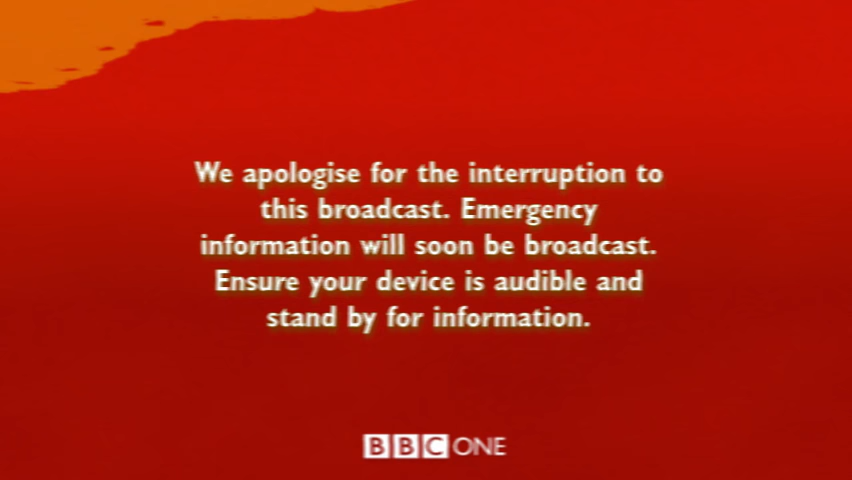 We apologise for the interruption to
this broadcast. Emergency
information will soon be broadcast.
Ensure your device is audible and
stand by for information.
BBC ONE